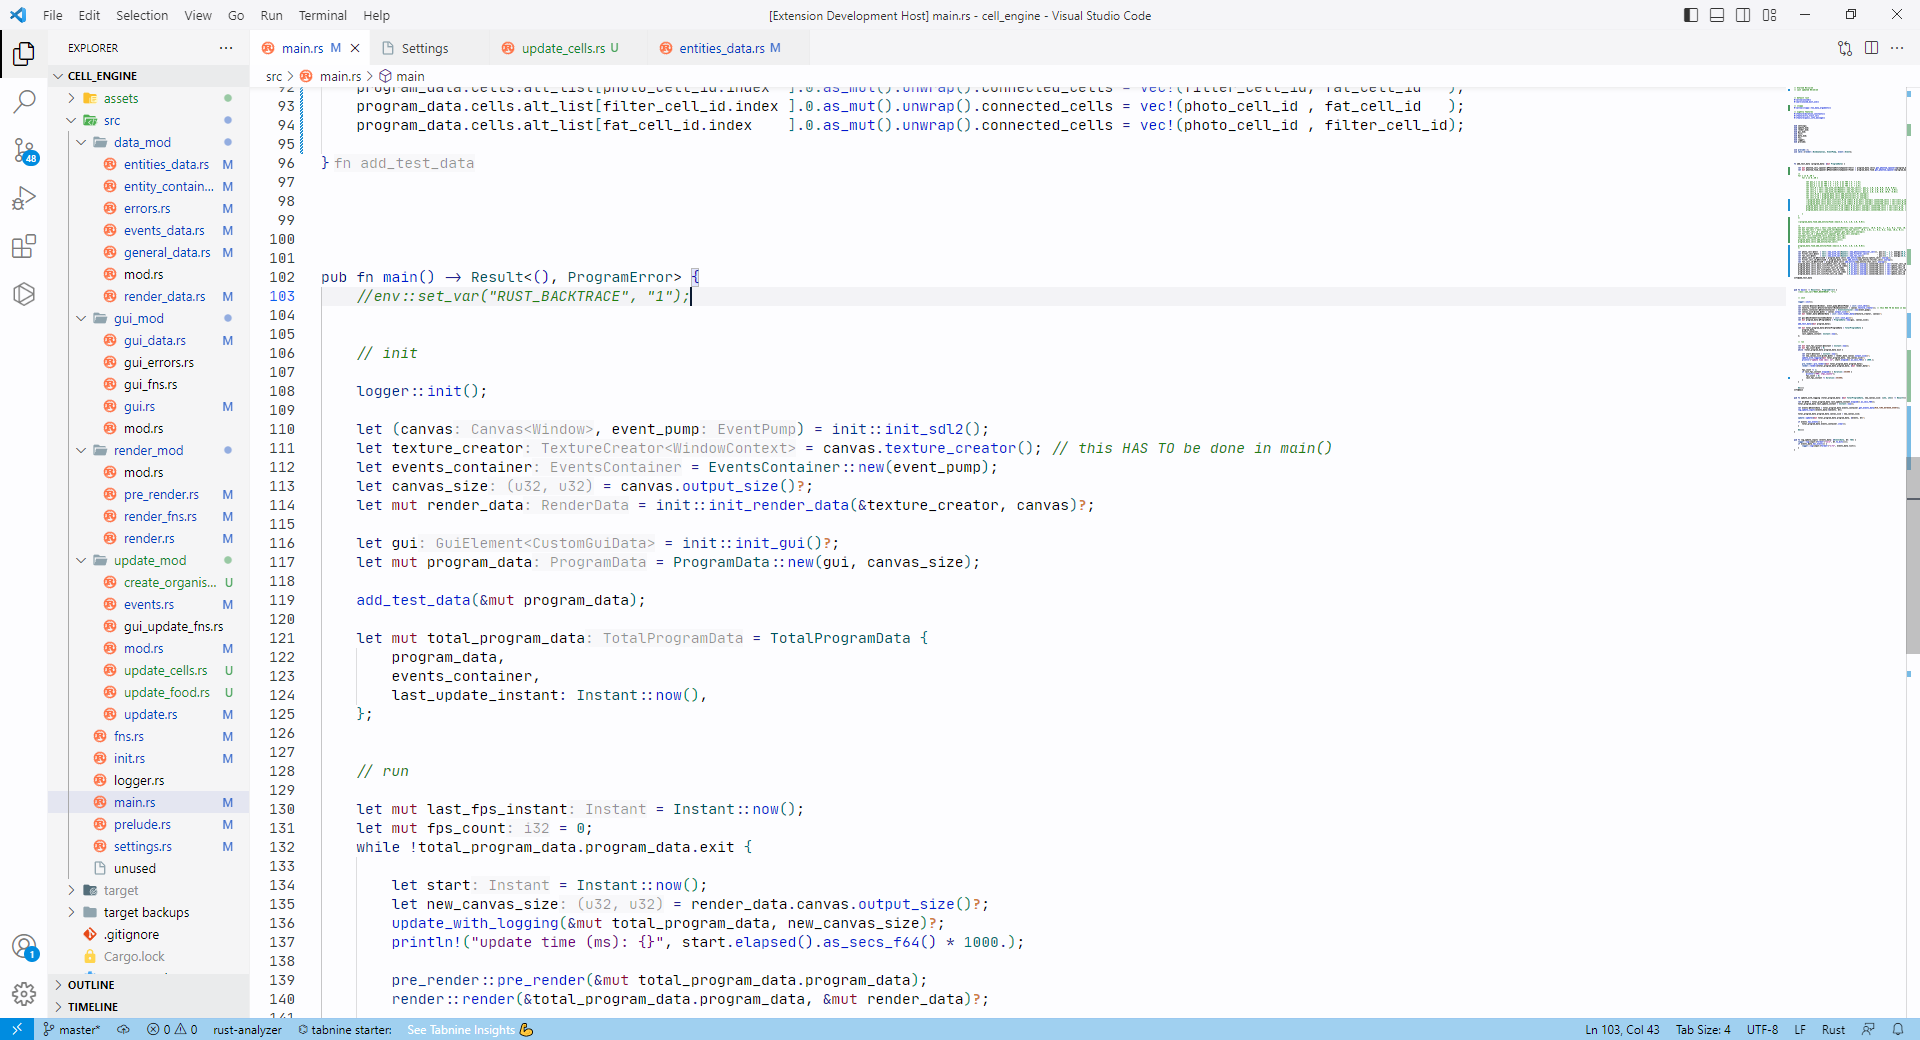 File Edit Selection View Go Run Terminal Help
[Extension Development Host] main.rs - cell_engine - Visual Studio Code
EXPLORER
CELL_ENGINE
assets
src
data_mod
entities_data.rs M
entity_contain... M
errors.rs M
events_data.rs M
general_data.rs M
mod.rs
render_data.rs M
gui_mod
gui_data.rs M
gui_errors.rs
gui_fns.rs
gui.rs M
mod.rs
render_mod
mod.rs
pre_render.rs M
render_fns.rs M
render.rs M
update_mod
create_organis... U
events.rs M
gui_update_fns.rs
mod.rs M
update_cells.rs U
update_food.rs U
update.rs M
fns.rs M
init.rs M
logger.rs
main.rs M
prelude.rs M
settings.rs M
unused
target
target backups
.gitignore
Cargo.lock
OUTLINE
TIMELINE
48
1
main.rs M
Settings
update_cells.rs U
entities_data.rs M
src > main.rs > main
92 program_data.cells.alt_list[photo_cell_id.index ].0.as_mut().unwrap().connected_cells = vec!(filter_cell_id, fat_cell_id );
93 program_data.cells.alt_list[filter_cell_id.index ].0.as_mut().unwrap().connected_cells = vec!(photo_cell_id , fat_cell_id );
94 program_data.cells.alt_list[fat_cell_id.index ].0.as_mut().unwrap().connected_cells = vec!(photo_cell_id , filter_cell_id);
95
96 } fn add_test_data
97
98
99
100
101
102 pub fn main() -> Result<(), ProgramError> {
103 //env::set_var("RUST_BACKTRACE", "1");
104
105
106 // init
107
108 logger::init();
109
110 let (canvas: Canvas<Window>, event_pump: EventPump) = init::init_sdl2();
111 let texture_creator: TextureCreator<WindowContext> = canvas.texture_creator(); // this HAS TO be done in main()
112 let events_container: EventsContainer = EventsContainer::new(event_pump);
113 let canvas_size: (u32, u32) = canvas.output_size()?;
114 let mut render_data: RenderData = init::init_render_data(&texture_creator, canvas)?;
115
116 let gui: GuiElement<CustomGuiData> = init::init_gui()?;
117 let mut program_data: ProgramData = ProgramData::new(gui, canvas_size);
118
119 add_test_data(&mut program_data);
120
121 let mut total_program_data: TotalProgramData = TotalProgramData {
122 program_data,
123 events_container,
124 last_update_instant: Instant::now(),
125 };
126
127
128 // run
129
130 let mut last_fps_instant: Instant = Instant::now();
131 let mut fps_count: i32 = 0;
132 while !total_program_data.program_data.exit {
133
134 let start: Instant = Instant::now();
135 let new_canvas_size: (u32, u32) = render_data.canvas.output_size()?;
136 update_with_logging(&mut total_program_data, new_canvas_size)?;
137 println!("update time (ms): {}", start.elapsed().as_secs_f64() * 1000.);
138
139 pre_render::pre_render(&mut total_program_data.program_data);
140 render::render(&total_program_data.program_data, &mut render_data)?;
141
master* 0 0 rust-analyzer tabnine starter: See Tabnine Insights
Ln 103, Col 43 Tab Size: 4 UTF-8 LF Rust